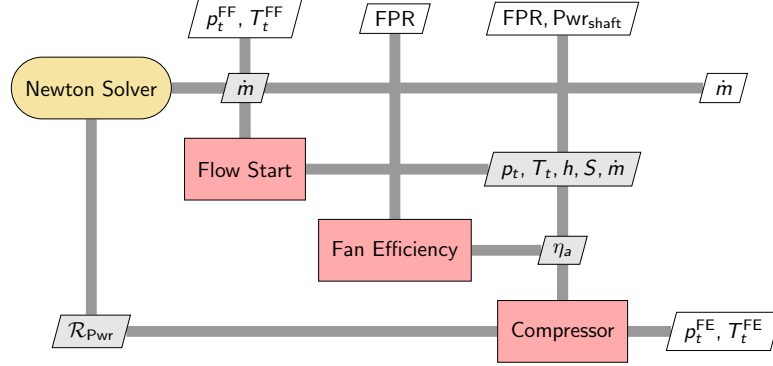 p_t^FF, T_t^FF
FPR
FPR, Pwr_shaft
Newton Solver
ṁ
ṁ
Flow Start
p_t, T_t, h, S, ṁ
Fan Efficiency
η_a
ℛ_Pwr
Compressor
p_t^FE, T_t^FE